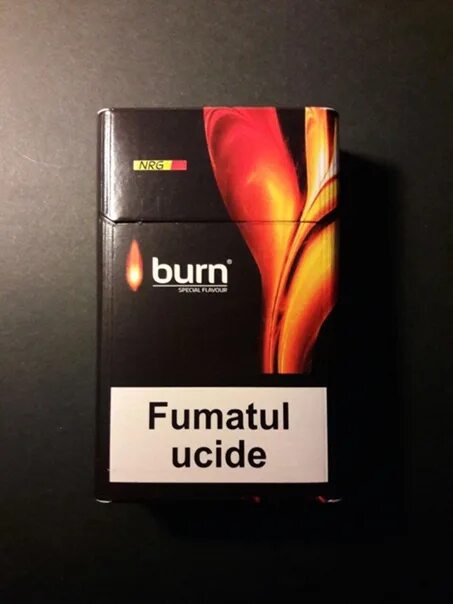 NRG
burn®
SPECIAL FLAVOUR
Fumatul
ucide